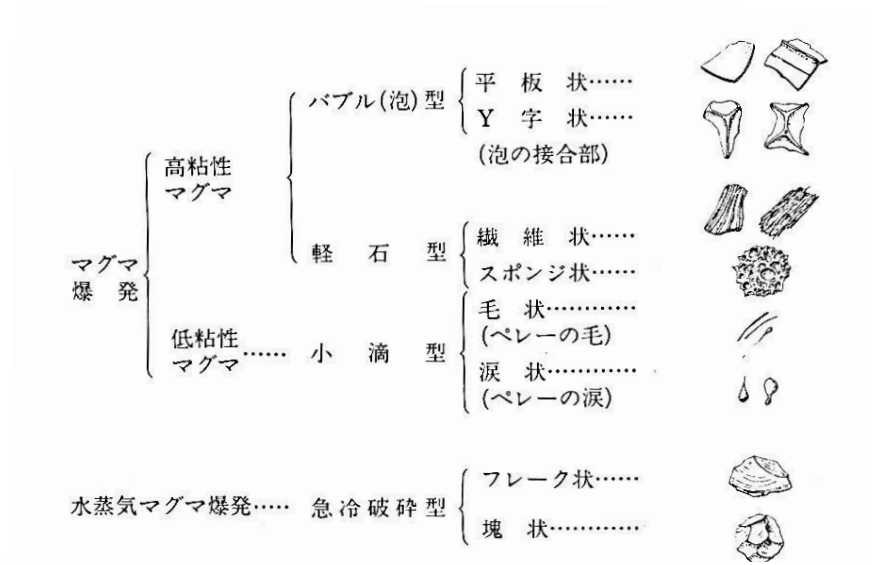 平板状……
バブル(泡)型
Y字状……
(泡の接合部)
高粘性
マグマ
繊維状……
軽石型
スポンジ状……
マグマ
爆発
毛状…………
(ペレーの毛)
低粘性
マグマ……
小滴型
涙状…………
(ペレーの涙)
フレーク状……
水蒸気マグマ爆発…… 急冷破砕型
塊状…………